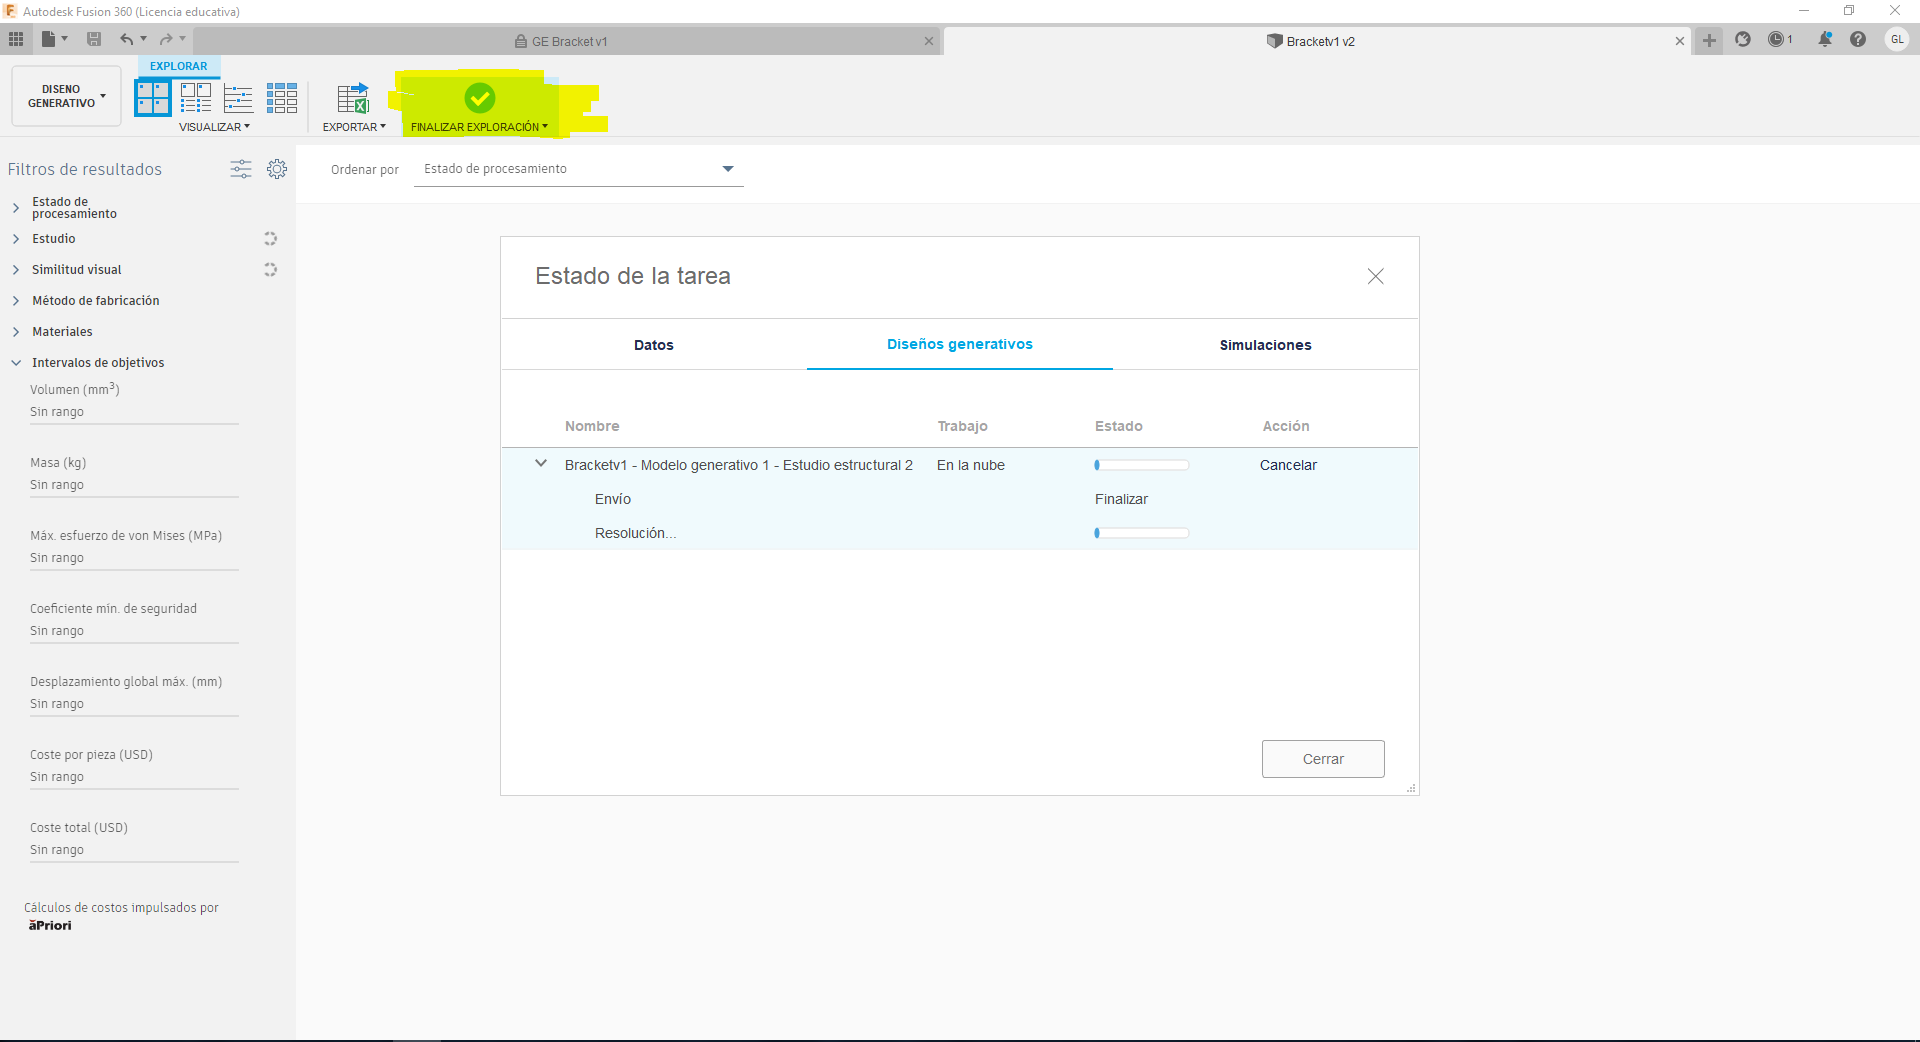 Autodesk Fusion 360 (Licencia educativa)
GE Bracket v1
Bracketv1 v2
1
GL
DISEÑO
GENERATIVO
EXPLORAR
VISUALIZAR
EXPORTAR
FINALIZAR EXPLORACIÓN
Filtros de resultados
Ordenar por
Estado de procesamiento
Estado de
procesamiento
Estudio
Similitud visual
Método de fabricación
Materiales
Intervalos de objetivos
Volumen (mm3)
Sin rango
Masa (kg)
Sin rango
Máx. esfuerzo de von Mises (MPa)
Sin rango
Coeficiente mín. de seguridad
Sin rango
Desplazamiento global máx. (mm)
Sin rango
Coste por pieza (USD)
Sin rango
Coste total (USD)
Sin rango
Cálculos de costos impulsados por
aPriori
Estado de la tarea
Datos
Diseños generativos
Simulaciones
Nombre Trabajo Estado Acción
Bracketv1 - Modelo generativo 1 - Estudio estructural 2 En la nube Cancelar
Envío Finalizar
Resolución...
Cerrar